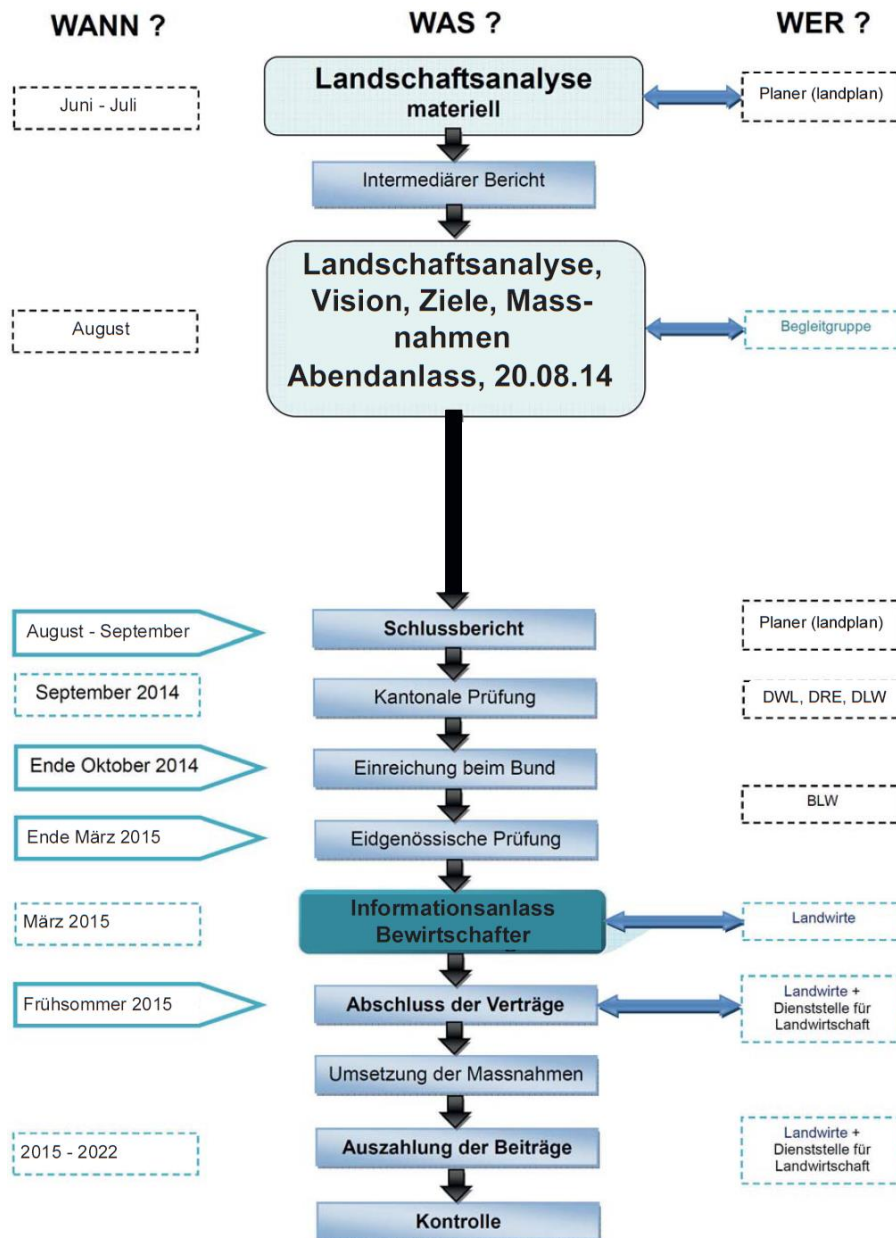 WANN ?
WAS ?
WER ?
Juni - Juli
Landschaftsanalyse
materiell
Planer (landplan)
Intermediärer Bericht
August
Landschaftsanalyse,
Vision, Ziele, Mass-
nahmen
Abendanlass, 20.08.14
Begleitgruppe
August - September
Schlussbericht
Planer (landplan)
September 2014
Kantonale Prüfung
DWL, DRE, DLW
Ende Oktober 2014
Einreichung beim Bund
BLW
Ende März 2015
Eidgenössische Prüfung
März 2015
Informationsanlass
Bewirtschafter
Landwirte
Frühsommer 2015
Abschluss der Verträge
Landwirte +
Dienststelle für
Landwirtschaft
Umsetzung der Massnahmen
2015 - 2022
Auszahlung der Beiträge
Landwirte +
Dienststelle für
Landwirtschaft
Kontrolle